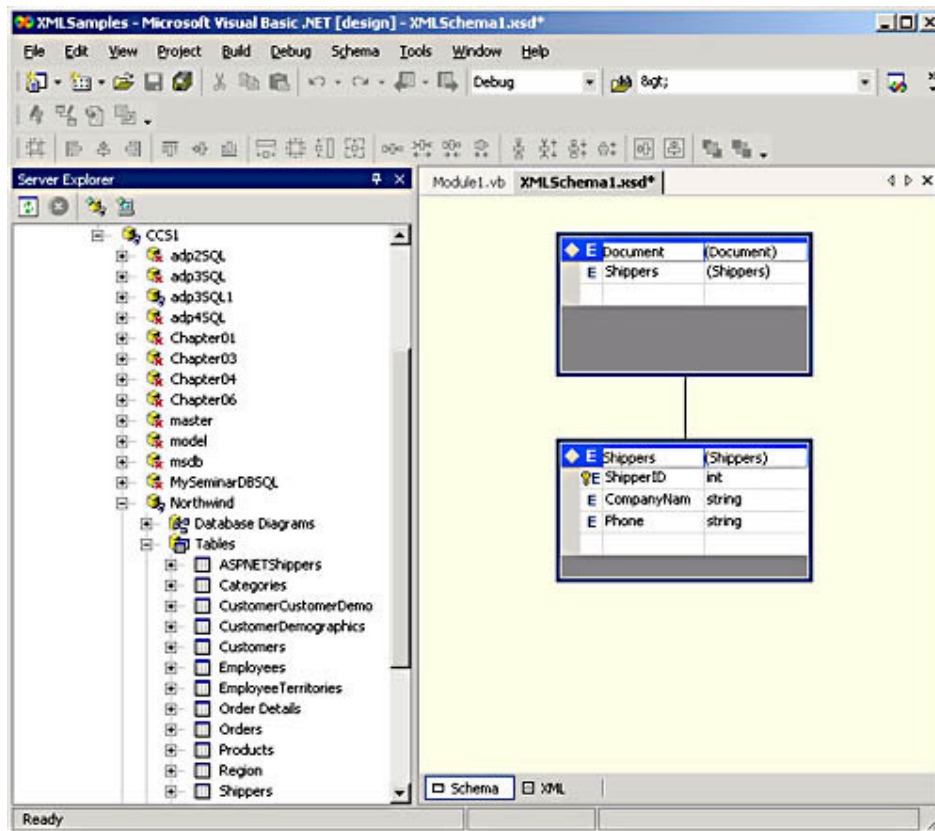 XMLSamples - Microsoft Visual Basic .NET [design] - XMLSchema1.xsd*
File Edit View Project Build Debug Schema Tools Window Help
Debug &gt;
Server Explorer
Module1.vb XMLSchema1.xsd*
CCS1
adp2SQL
adp3SQL
adp3SQL1
adp4SQL
Chapter01
Chapter03
Chapter04
Chapter06
master
model
msdb
MySeminarDBSQL
Northwind
Database Diagrams
Tables
ASPNETShippers
Categories
CustomerCustomerDemo
CustomerDemographics
Customers
Employees
EmployeeTerritories
Order Details
Orders
Products
Region
Shippers
E Document (Document)
E Shippers (Shippers)
E Shippers (Shippers)
E ShipperID int
E CompanyNam string
E Phone string
Schema XML
Ready